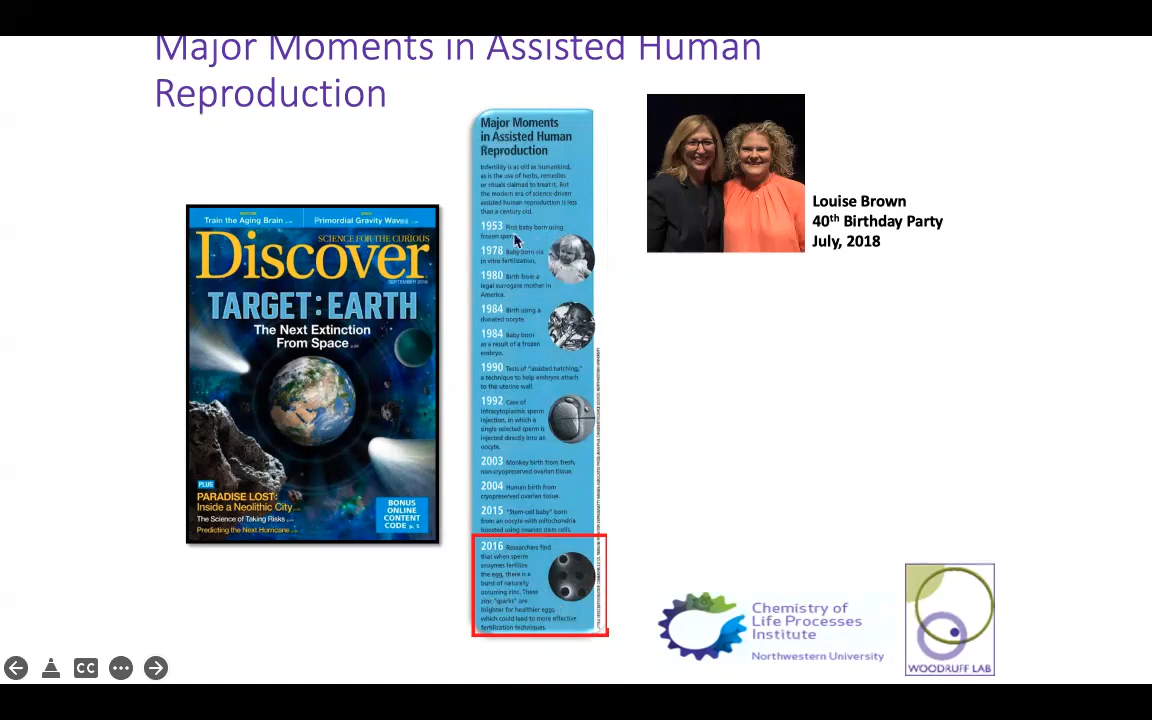 Major Moments in Assisted Human
Reproduction
Train the Aging Brain
Primordial Gravity Waves
SCIENCE FOR THE CURIOUS
Discover
SEPTEMBER 2016
TARGET: EARTH
The Next Extinction
From Space
PLUS
PARADISE LOST:
Inside a Neolithic City
The Science of Taking Risks
Predicting the Next Hurricane
BONUS
ONLINE
CONTENT
CODE p. 5
Major Moments
in Assisted Human
Reproduction
Infertility is as old as humankind,
as is the use of herbs, remedies
or rituals claimed to treat it. But
the modern era of science-driven
assisted human reproduction is less
than a century old.
1953 First baby born using
frozen
1978 Baby born via
in vitro fertilization.
1980 Birth from a
legal surrogate mother in
America.
1984 Birth using a
donated oocyte.
1984 Baby born
as a result of a frozen
embryo.
1990 Tests of "assisted hatching,"
a technique to help embryos attach
to the uterine wall.
1992 Case of
intracytoplasmic sperm
injection, in which a
single selected sperm is
injected directly into an
oocyte.
2003 Monkey birth from fresh,
non-cryopreserved ovarian tissue.
2004 Human birth from
cryopreserved ovarian tissue.
2015 "Stem-cell baby" born
from an oocyte with mitochondria
boosted using ovarian stem cells.
2016 Researchers find
that when sperm
enzymes fertilize
the egg, there is a
burst of naturally
occurring zinc. These
zinc "sparks" are
brighter for healthier eggs,
which could lead to more effective
fertilization techniques.
Louise Brown
40th Birthday Party
July, 2018
Chemistry of
Life Processes
Institute
Northwestern University
WOODRUFF LAB
CC